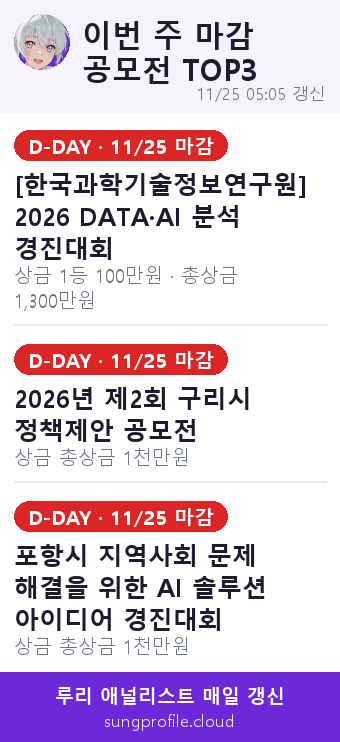 이번 주 마감
공모전 TOP3
11/25 05:05 갱신
D-DAY · 11/25 마감
[한국과학기술정보연구원]
2026 DATA·AI 분석
경진대회
상금 1등 100만원 · 총상금
1,300만원
D-DAY · 11/25 마감
2026년 제2회 구리시
정책제안 공모전
상금 총상금 1천만원
D-DAY · 11/25 마감
포항시 지역사회 문제
해결을 위한 AI 솔루션
아이디어 경진대회
상금 총상금 1천만원
루리 애널리스트 매일 갱신
sungprofile.cloud